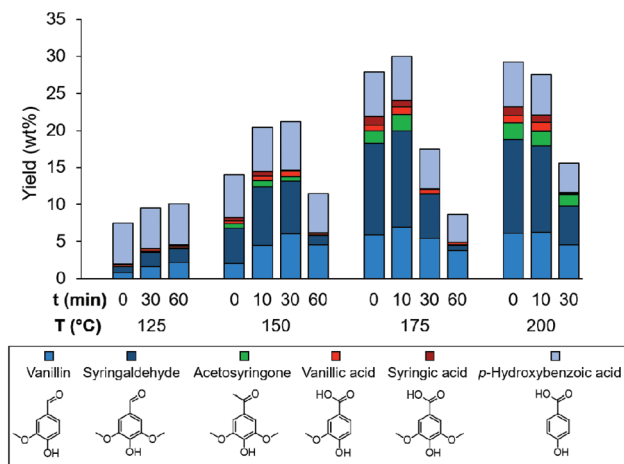 35
30
25
20
15
10
5
0
Yield (wt%)
t (min) 0 30 60 0 10 30 60 0 10 30 60 0 10 30
T (°C) 125 150 175 200
Vanillin Syringaldehyde Acetosyringone Vanillic acid Syringic acid p-Hydroxybenzoic acid
O O O HO O HO O HO O
O O O O O O O O
OH OH OH OH OH OH